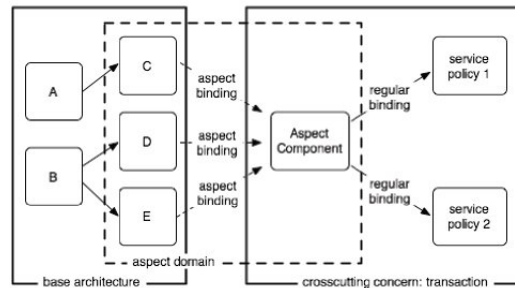 A
B
C
D
E
aspect
binding
aspect
binding
aspect
binding
Aspect
Component
regular
binding
regular
binding
service
policy 1
service
policy 2
base architecture
aspect domain
crosscutting concern: transaction